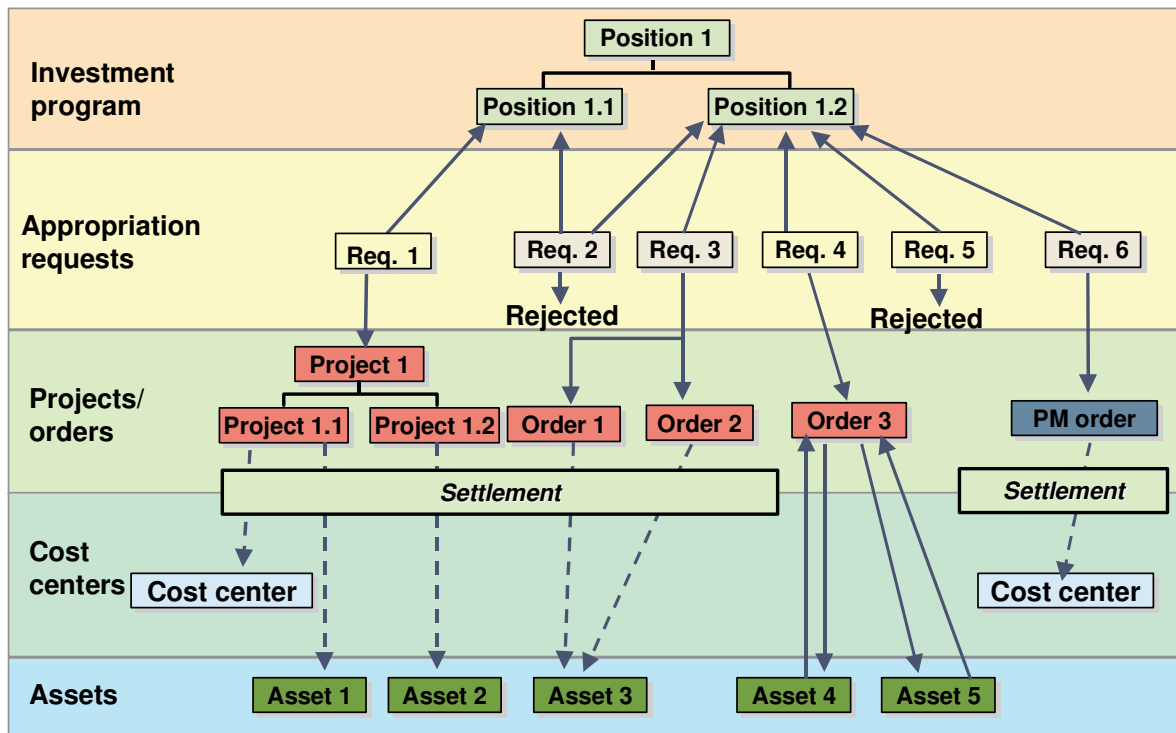 Position 1
Investment
program
Position 1.1
Position 1.2
Appropriation
requests
Req. 1
Req. 2
Req. 3
Req. 4
Req. 5
Req. 6
Rejected
Rejected
Project 1
Projects/
orders
Project 1.1
Project 1.2
Order 1
Order 2
Order 3
PM order
Settlement
Settlement
Cost
centers
Cost center
Cost center
Assets
Asset 1
Asset 2
Asset 3
Asset 4
Asset 5